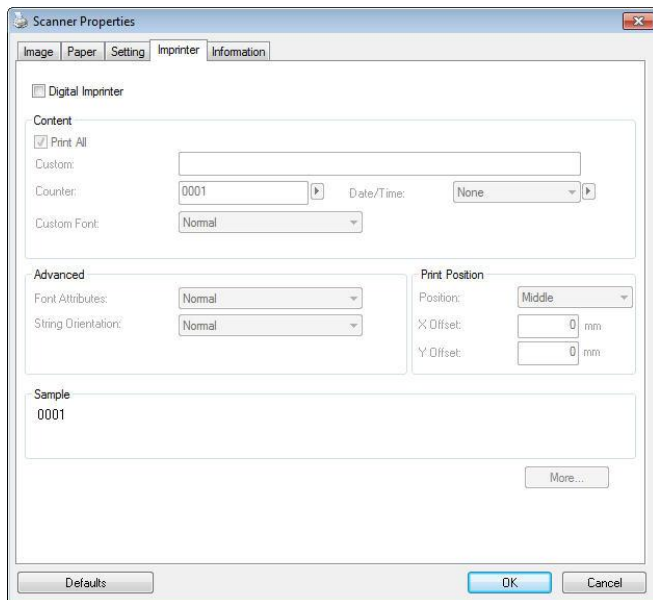 Scanner Properties
Image Paper Setting Imprinter Information
Digital Imprinter
Content
Print All
Custom:
Counter: 0001 Date/Time: None
Custom Font: Normal
Advanced
Font Attributes: Normal
String Orientation: Normal
Print Position
Position: Middle
X Offset: 0 mm
Y Offset: 0 mm
Sample
0001
More...
Defaults OK Cancel